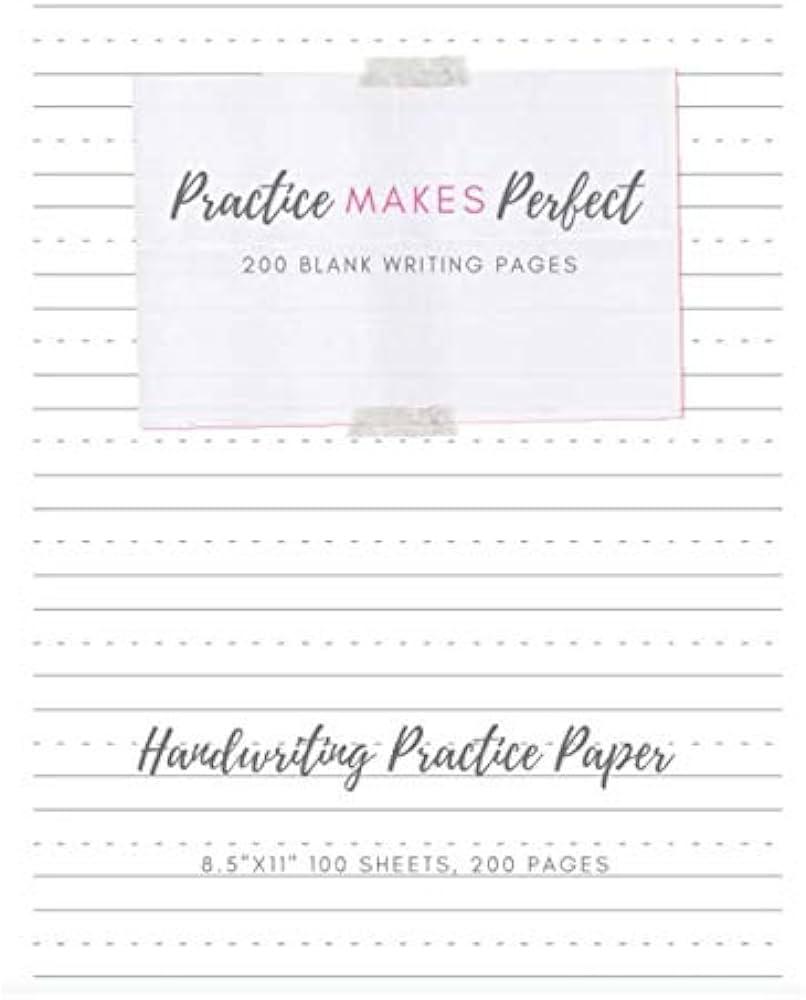 Practice MAKES Perfect
200 BLANK WRITING PAGES
Handwriting Practice Paper
8.5"X11" 100 SHEETS, 200 PAGES